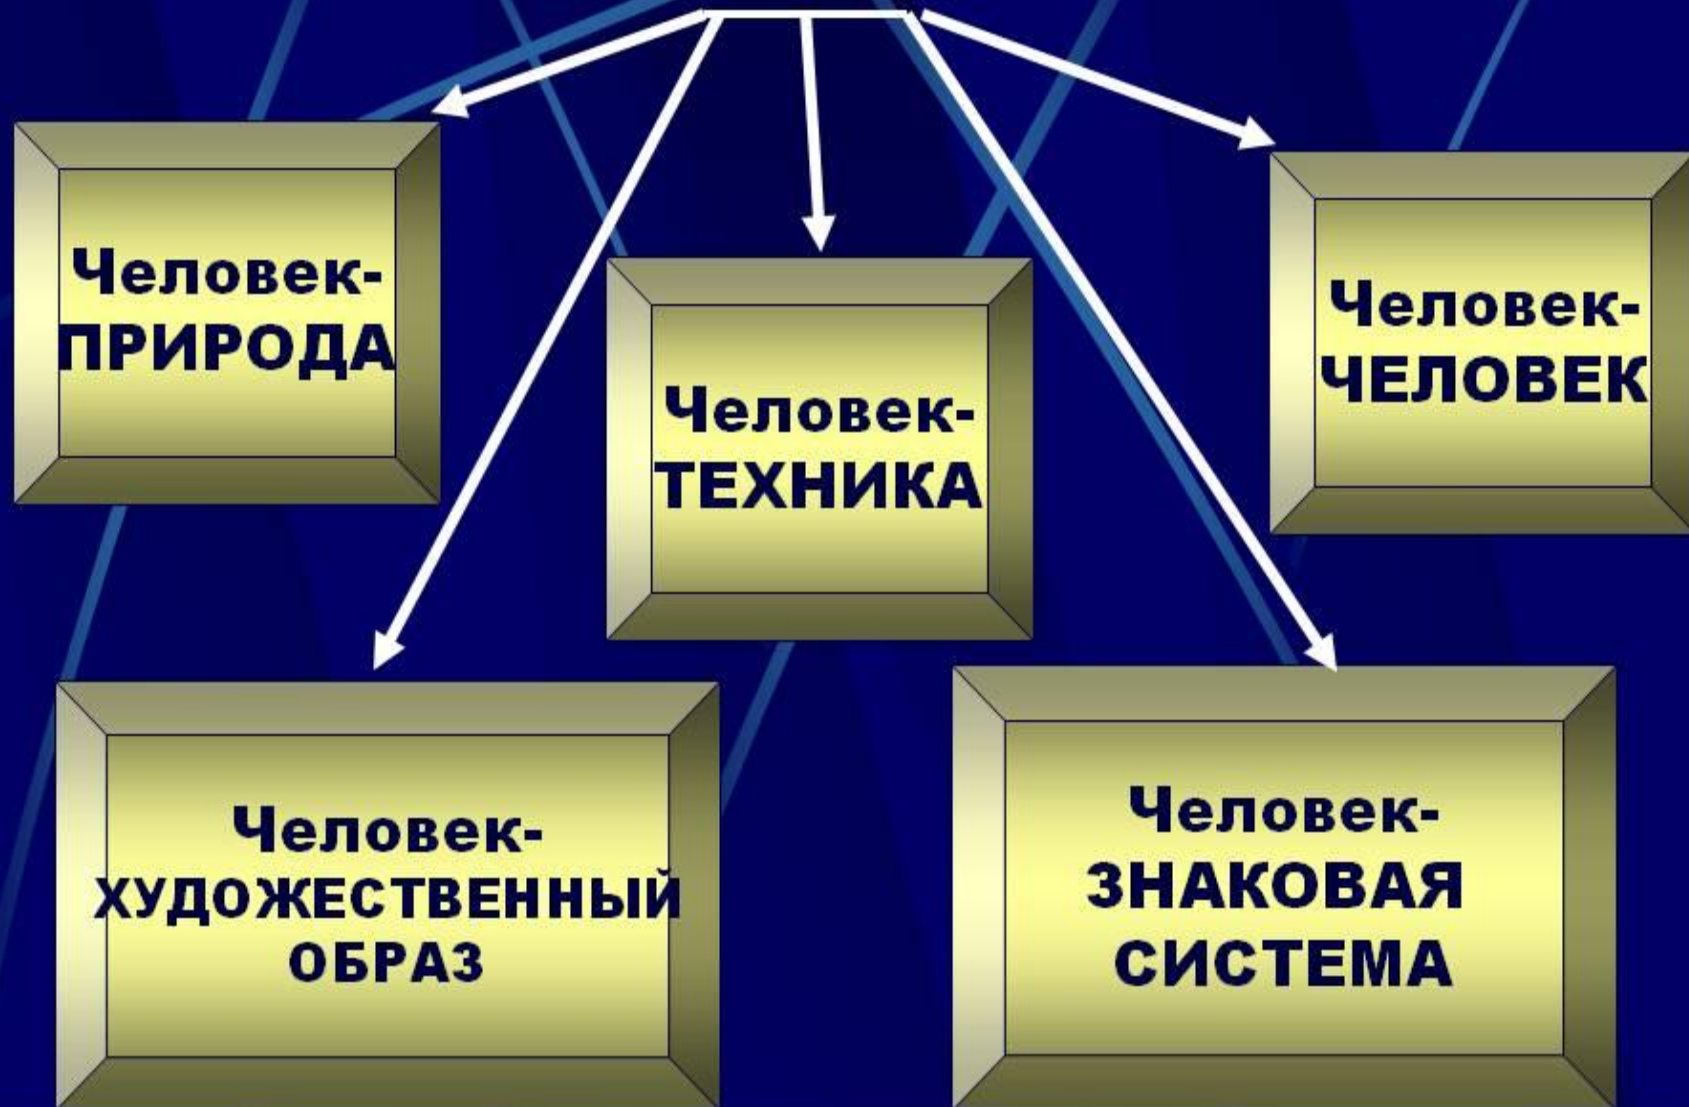 Человек-
ПРИРОДА
Человек-
ТЕХНИКА
Человек-
ЧЕЛОВЕК
Человек-
ХУДОЖЕСТВЕННЫЙ
ОБРАЗ
Человек-
ЗНАКОВАЯ
СИСТЕМА